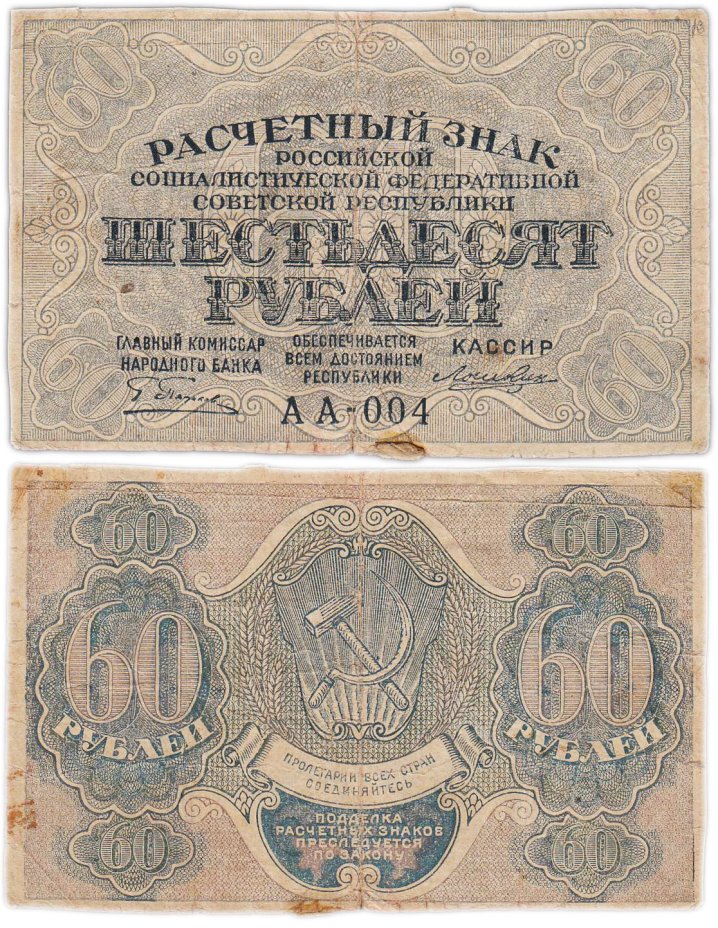 60 60
РАСЧЕТНЫЙ ЗНАК
РОССИЙСКОЙ
СОЦИАЛИСТИЧЕСКОЙ ФЕДЕРАТИВНОЙ
СОВЕТСКОЙ РЕСПУБЛИКИ
ШЕСТЬДЕСЯТ
РУБЛЕЙ
ГЛАВНЫЙ КОМИССАР
НАРОДНОГО БАНКА
ОБЕСПЕЧИВАЕТСЯ
ВСЕМ ДОСТОЯНИЕМ
РЕСПУБЛИКИ
КАССИР
60 60
АА-004
60 60
60 60
РУБЛЕЙ РУБЛЕЙ
ПРОЛЕТАРИИ ВСЕХ СТРАН
СОЕДИНЯЙТЕСЬ
ПОДДЕЛКА
РАСЧЕТНЫХ ЗНАКОВ
ПРЕСЛЕДУЕТСЯ
ПО ЗАКОНУ
60 60